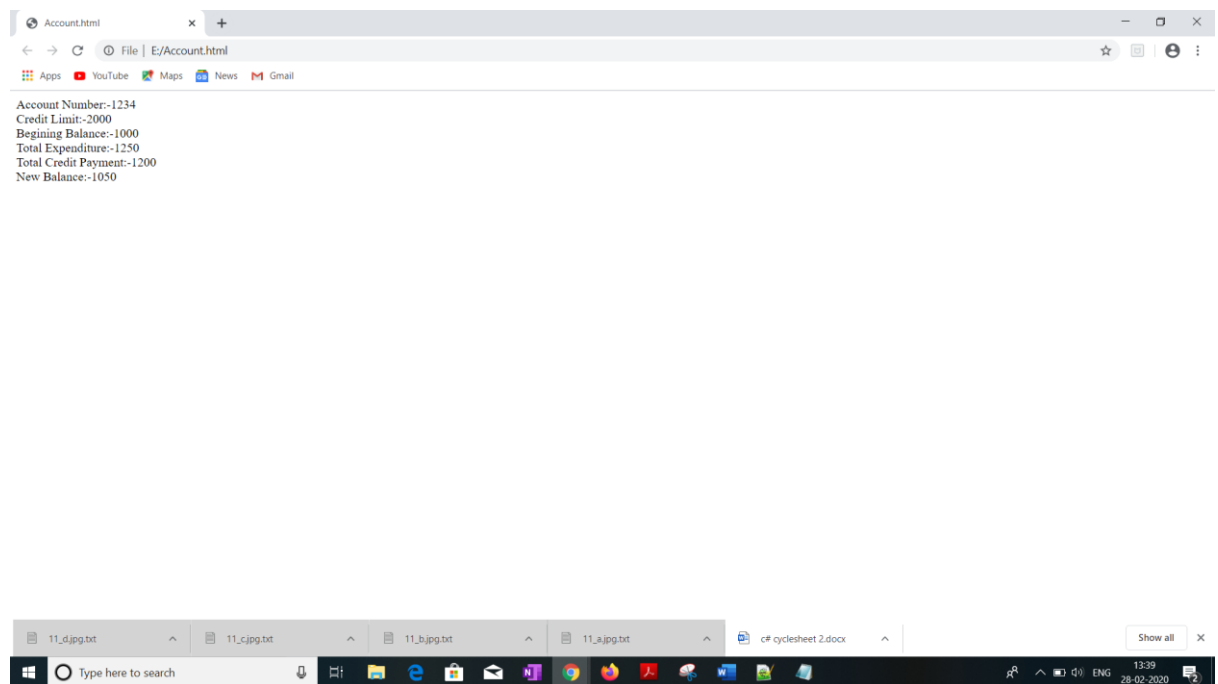 Account.html
File | E:/Account.html
Apps YouTube Maps News Gmail
Account Number:-1234
Credit Limit:-2000
Begining Balance:-1000
Total Expenditure:-1250
Total Credit Payment:-1200
New Balance:-1050
11_d.jpg.txt 11_c.jpg.txt 11_b.jpg.txt 11_a.jpg.txt c# cyclesheet 2.docx Show all
Type here to search ENG 13:39
28-02-2020 2